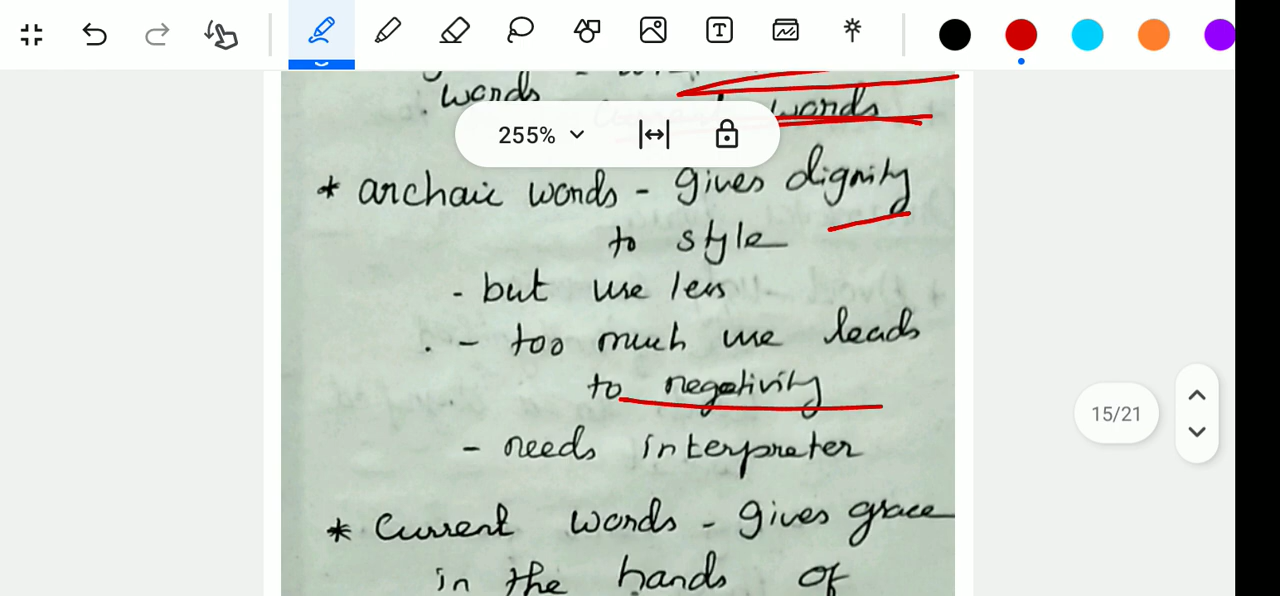 words
words
255%
* archaic words - gives dignity
to style
- but use less
. - too much use leads
to negativity
15/21
- needs interpreter
* Current words - gives grace
in the hands of